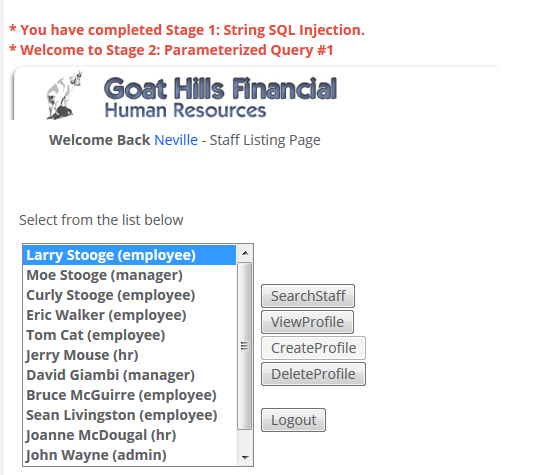 * You have completed Stage 1: String SQL Injection.
* Welcome to Stage 2: Parameterized Query #1
Goat Hills Financial
Human Resources
Welcome Back Neville - Staff Listing Page
Select from the list below
Larry Stooge (employee)
Moe Stooge (manager)
Curly Stooge (employee)
Eric Walker (employee)
Tom Cat (employee)
Jerry Mouse (hr)
David Giambi (manager)
Bruce McGuirre (employee)
Sean Livingston (employee)
Joanne McDougal (hr)
John Wayne (admin)
SearchStaff
ViewProfile
CreateProfile
DeleteProfile
Logout